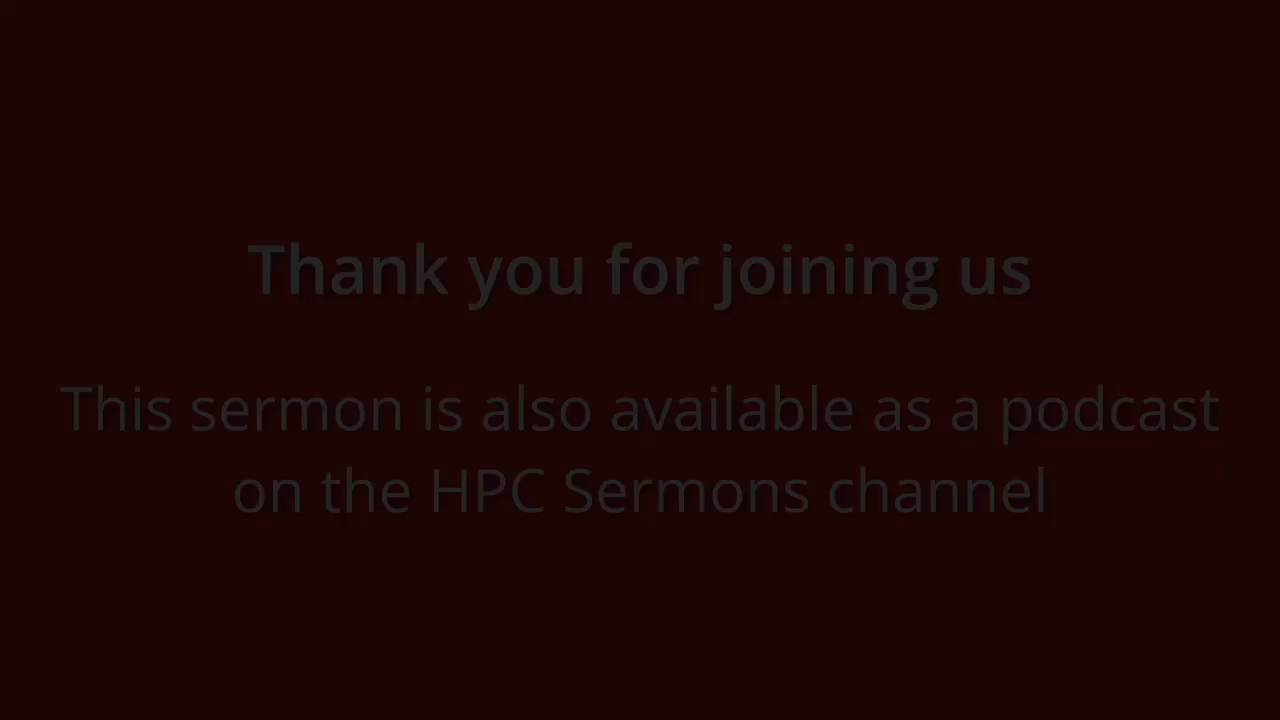 Thank you for joining us
This sermon is also available as a podcast
on the HPC Sermons channel